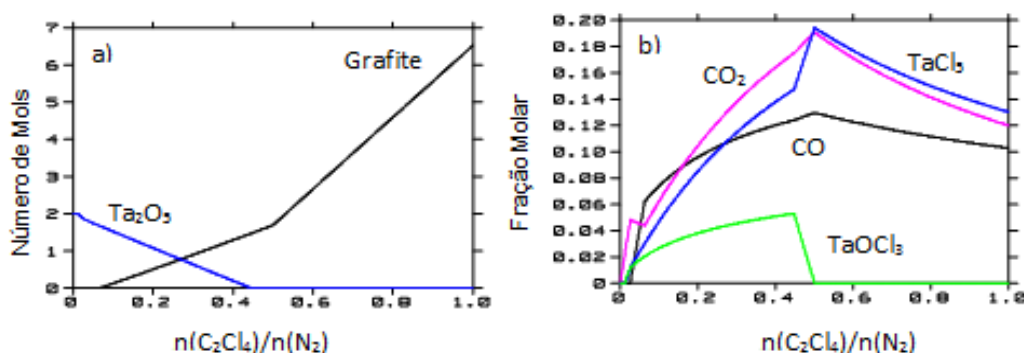 a)
Número de Mols
7
6
5
4
3
2
1
0
Grafite
Ta₂O₅
0 0.2 0.4 0.6 0.8 1.0
n(C₂Cl₄)/n(N₂)
b)
Fração Molar
0.20
0.18
0.16
0.14
0.12
0.10
0.08
0.06
0.04
0.02
0
CO₂
TaCl₅
CO
TaOCl₃
0 0.2 0.4 0.6 0.8 1.0
n(C₂Cl₄)/n(N₂)